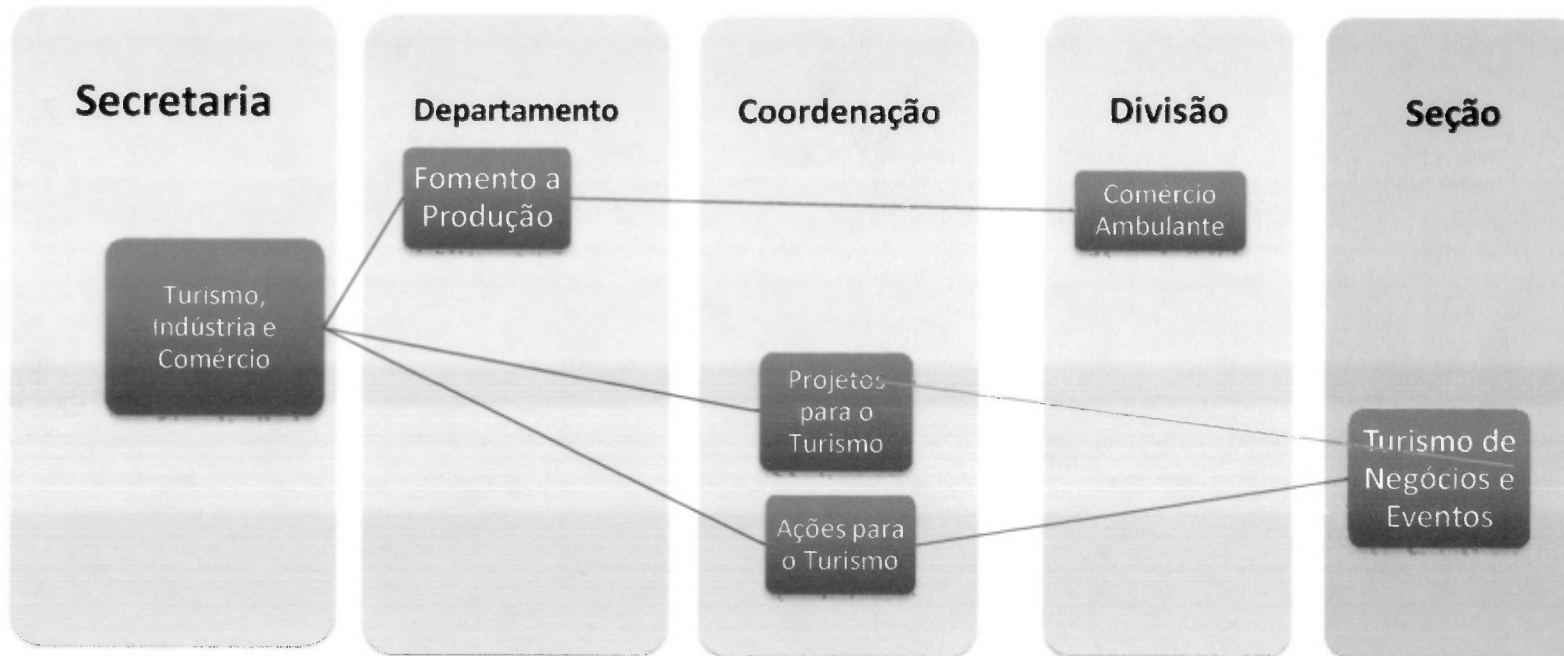 Secretaria
Departamento
Coordenação
Divisão
Seção
Fomento a
Produção
Comércio
Ambulante
Turismo,
Indústria e
Comércio
Projetos
para o
Turismo
Turismo de
Negócios e
Eventos
Ações para
o Turismo